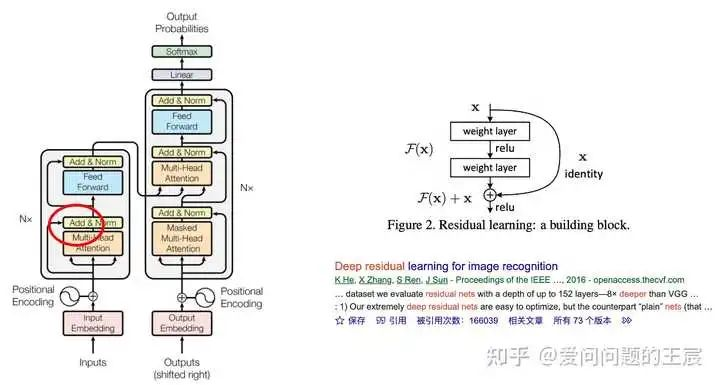 Output
Probabilities
Softmax
Linear
Add & Norm
Feed
Forward
Add & Norm
Multi-Head
Attention
Add & Norm
Masked
Multi-Head
Attention
N×
Add & Norm
Feed
Forward
N×
Add & Norm
Multi-Head
Attention
Positional
Encoding
Positional
Encoding
Input
Embedding
Output
Embedding
Inputs
Outputs
(shifted right)
x
weight layer
F(x)
relu
x
weight layer
identity
F(x) + x
relu
Figure 2. Residual learning: a building block.
Deep residual learning for image recognition
K He, X Zhang, S Ren, J Sun - Proceedings of the IEEE …, 2016 - openaccess.thecvf.com
… dataset we evaluate residual nets with a depth of up to 152 layers—8× deeper than VGG …
: 1) Our extremely deep residual nets are easy to optimize, but the counterpart “plain” nets (that …
保存 引用 被引用次数：166039 相关文章 所有 73 个版本
知乎 @爱问问题的王宸